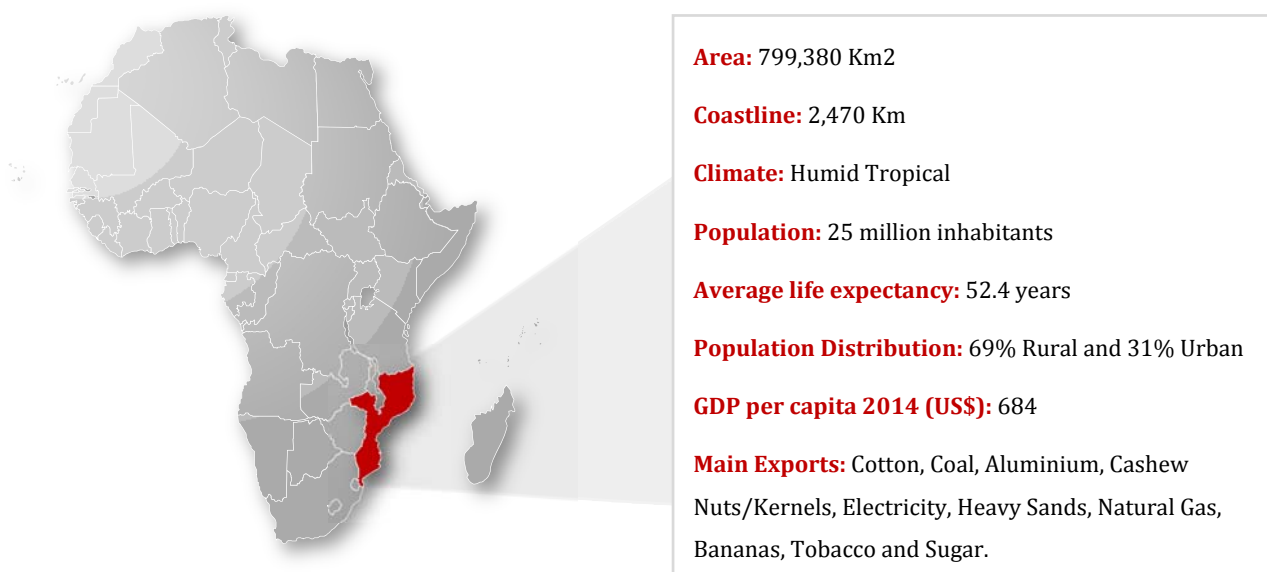 Area: 799,380 Km2
Coastline: 2,470 Km
Climate: Humid Tropical
Population: 25 million inhabitants
Average life expectancy: 52.4 years
Population Distribution: 69% Rural and 31% Urban
GDP per capita 2014 (US$): 684
Main Exports: Cotton, Coal, Aluminium, Cashew
Nuts/Kernels, Electricity, Heavy Sands, Natural Gas,
Bananas, Tobacco and Sugar.